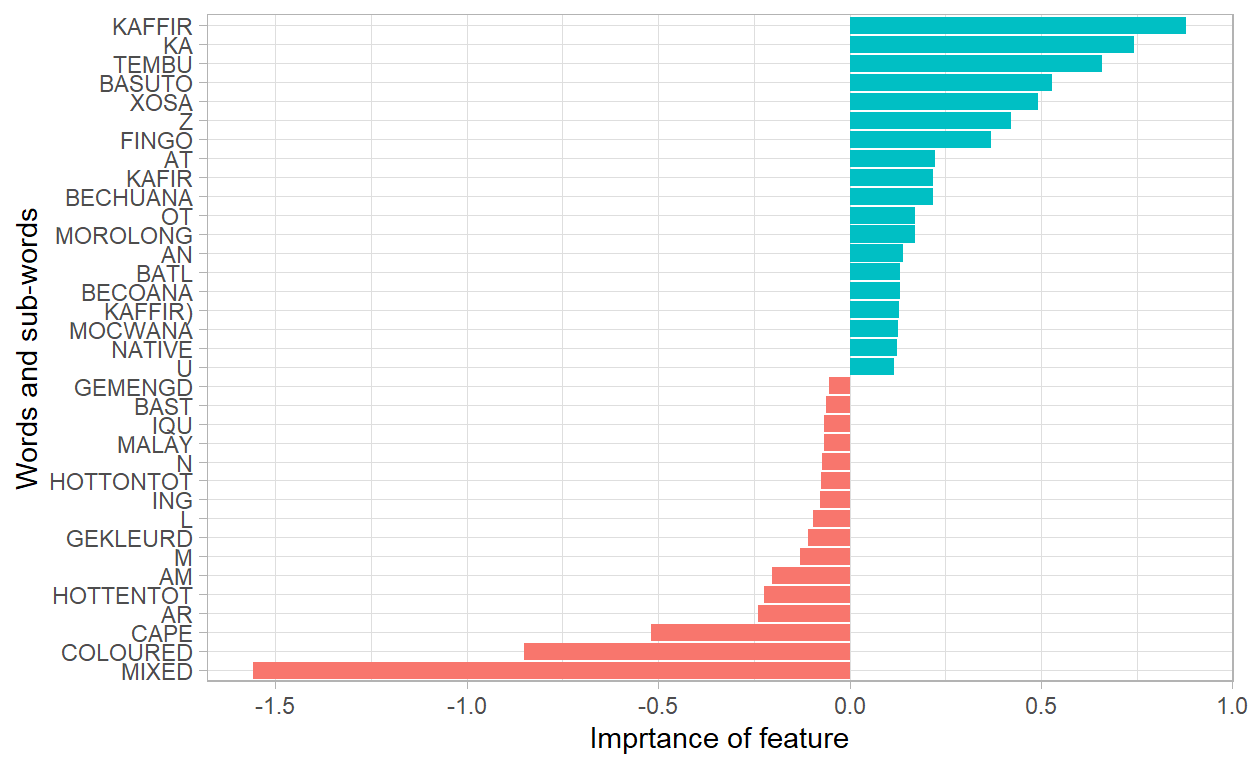 KAFFIR
KA
TEMBU
BASUTO
XOSA
Z
FINGO
AT
KAFIR
BECHUANA
OT
MOROLONG
AN
BATL
BECOANA
KAFFIR)
MOCWANA
NATIVE
U
GEMENGD
BAST
IQU
MALAY
N
HOTTONTOT
ING
L
GEKLEURD
M
AM
HOTTENTOT
AR
CAPE
COLOURED
MIXED
Words and sub-words
-1.5 -1.0 -0.5 0.0 0.5 1.0
Imprtance of feature